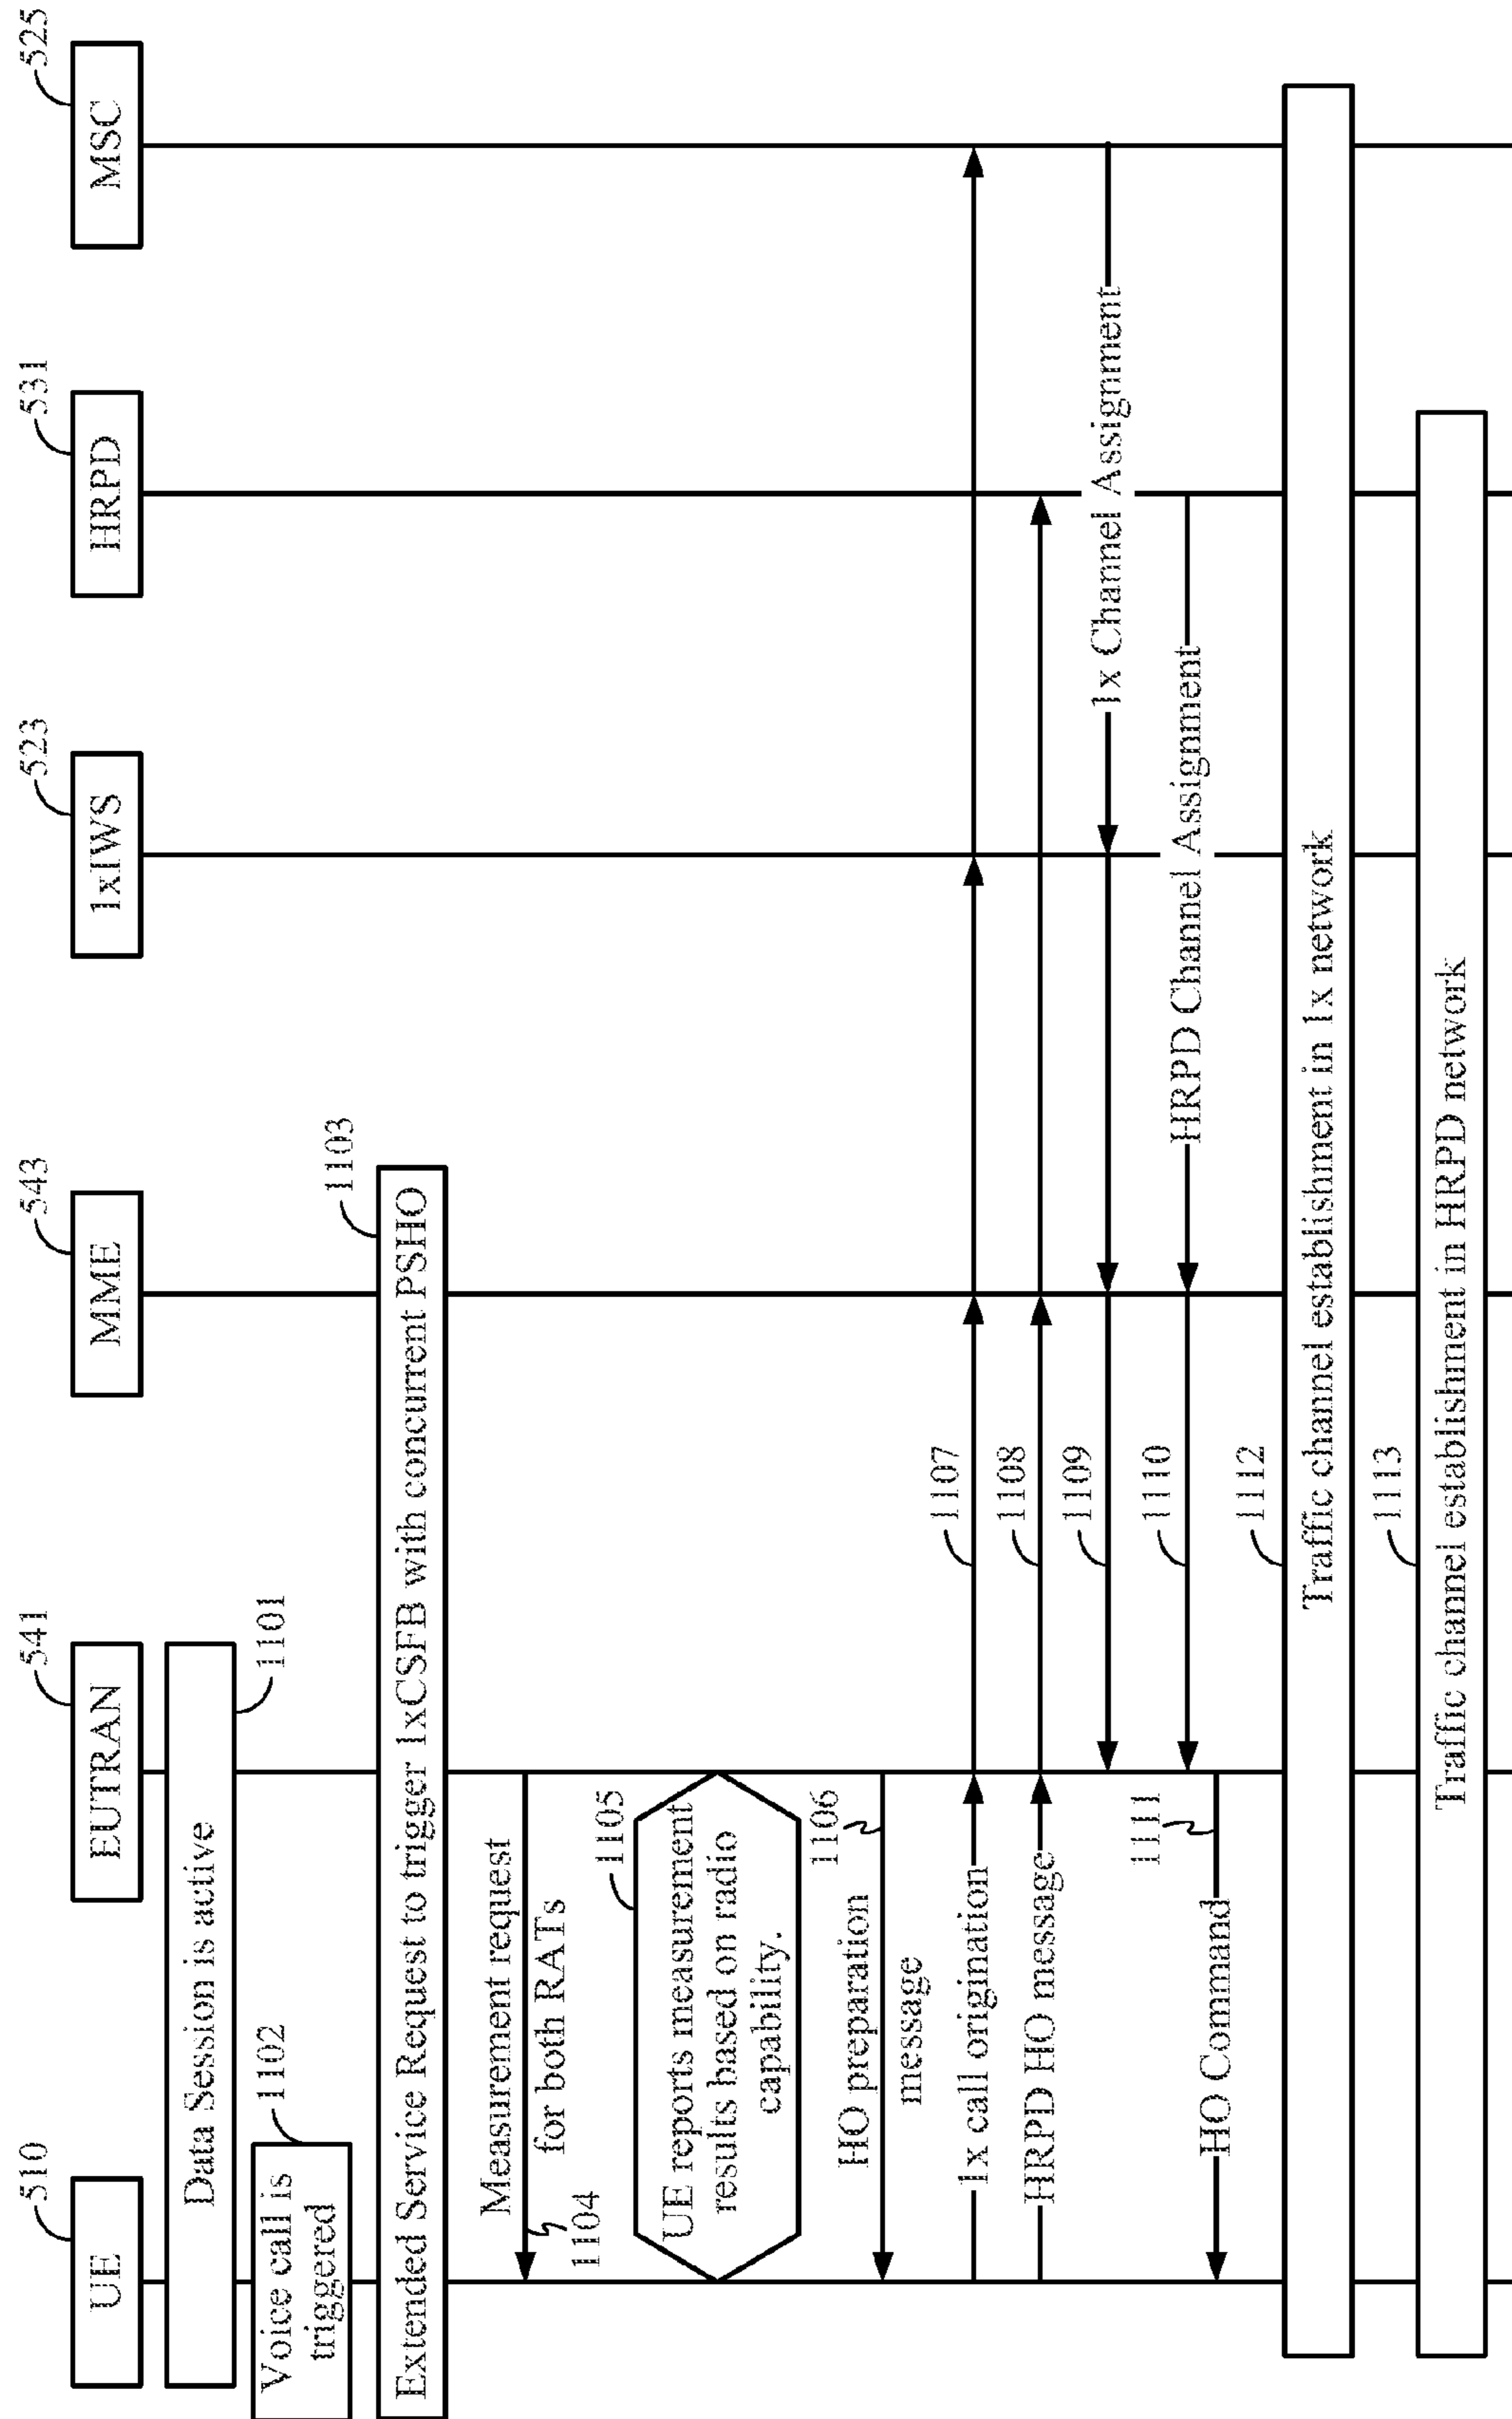 UE
510
EUTRAN
541
MME
543
1xIWS
523
HRPD
531
MSC
525
Data Session is active
1101
Voice call is
triggered
1102
Extended Service Request to trigger 1xCSFB with concurrent PSHO
1103
Measurement request
for both RATs
1104
UE reports measurement
results based on radio
capability.
1105
HO preparation
message
1106
1x call origination
1107
HRPD HO message
1108
1x Channel Assignment
1109
HRPD Channel Assignment
1110
HO Command
1111
Traffic channel establishment in 1x network
1112
Traffic channel establishment in HRPD network
1113